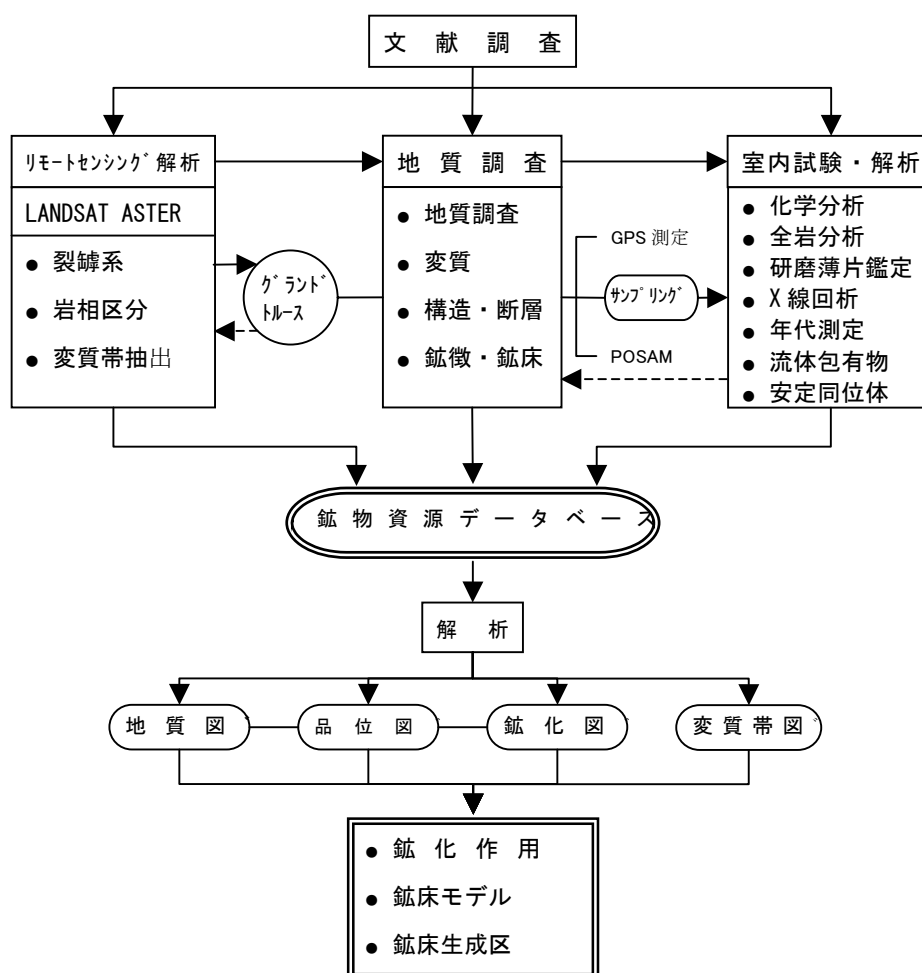 文 献 調 査
ﾘﾓｰﾄｾﾝｼﾝｸﾞ解析
LANDSAT ASTER
● 裂罅系
● 岩相区分
● 変質帯抽出
ｸﾞﾗﾝﾄﾞ
ﾄﾙｰｽ
地 質 調 査
● 地質調査
● 変質
● 構造・断層
● 鉱徴・鉱床
GPS 測定
ｻﾝﾌﾟﾘﾝｸﾞ
POSAM
室内試験・解析
● 化学分析
● 全岩分析
● 研磨薄片鑑定
● X 線回析
● 年代測定
● 流体包有物
● 安定同位体
鉱 物 資 源 デ ー タ ベ ー ス
解 析
地 質 図ﾞ
品 位 図ﾞ
鉱 化 図ﾞ
変 質 帯 図ﾞ
● 鉱 化 作 用
● 鉱床モデル
● 鉱床生成区